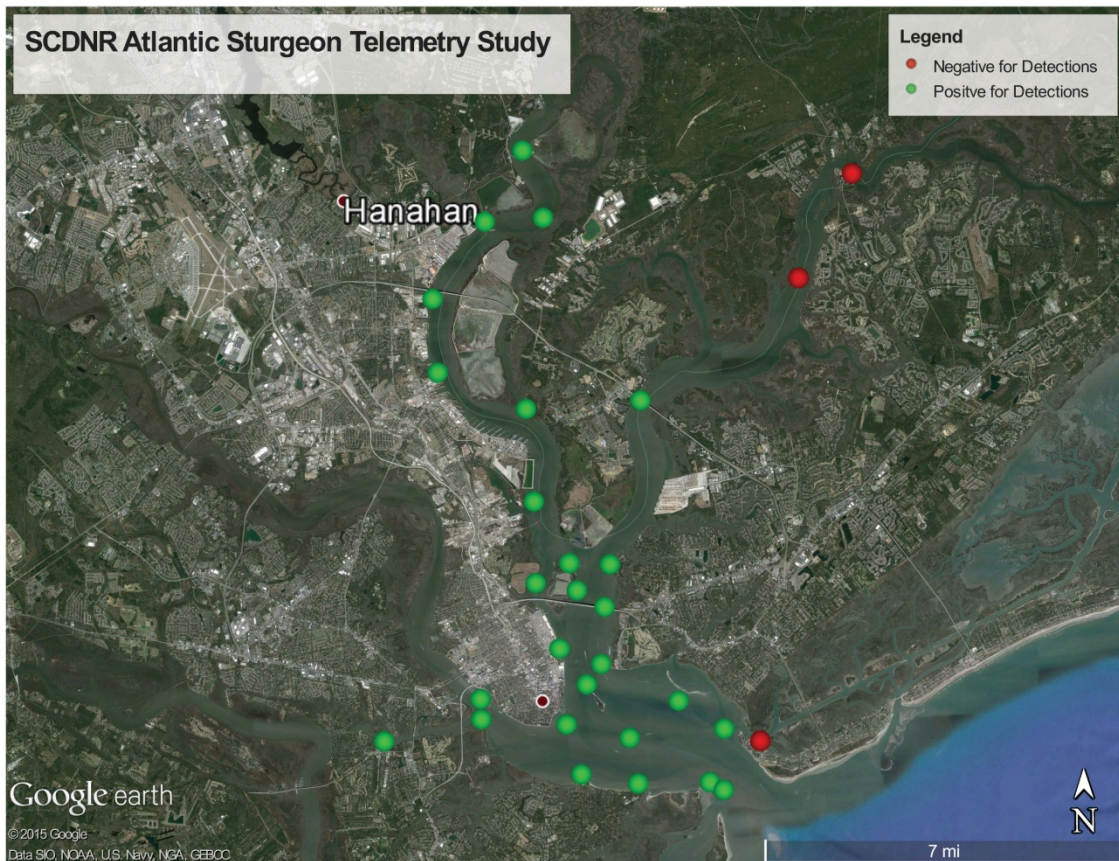 SCDNR Atlantic Sturgeon Telemetry Study
Legend
Negative for Detections
Positve for Detections
Hanahan
Google earth
© 2015 Google
Data SIO, NOAA, U.S. Navy, NGA, GEBCO
N
7 mi